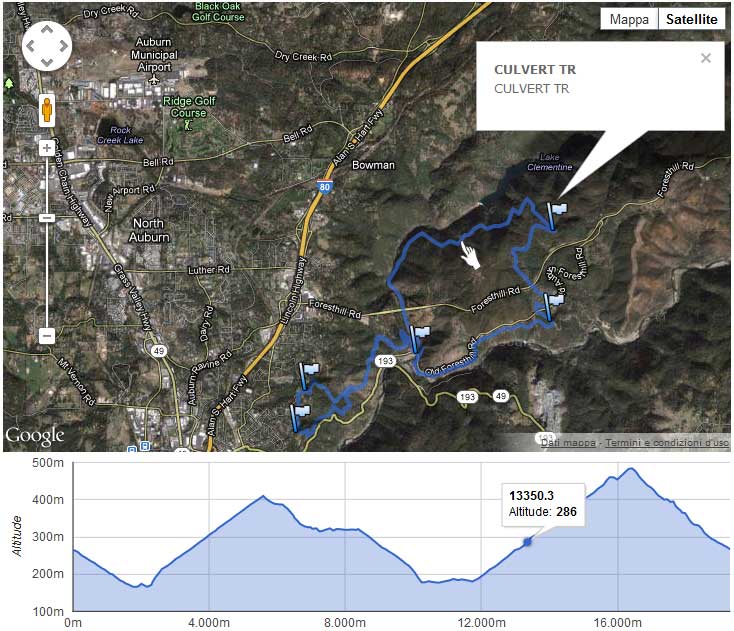 Black Oak
Golf Course
Dry Creek Rd
Auburn
Municipal
Airport
Dry Creek Rd
Mappa
Satellite
CULVERT TR
CULVERT TR
Ridge Golf
Course
Rock
Creek Lake
Bell Rd
Alan S Hart Fwy
Bell Rd
Bowman
Lake
Clementine
Foresthill Rd
80
New Airport Rd
Golden Chain Highway
North
Auburn
Luther Rd
Lincoln Highway
Grass Valley Hwy
Foresthill Rd
Foresthill Rd
Dary Rd
49
Auburn Ravine Rd
193
Old Foresthill Rd
Mt Vernon Rd
Alan S Hart Fwy
193
49
193
Google
Dati mappa - Termini e condizioni d'uso
500m
400m
300m
200m
100m
Altitude
13350.3
Altitude: 286
0m
4.000m
8.000m
12.000m
16.000m